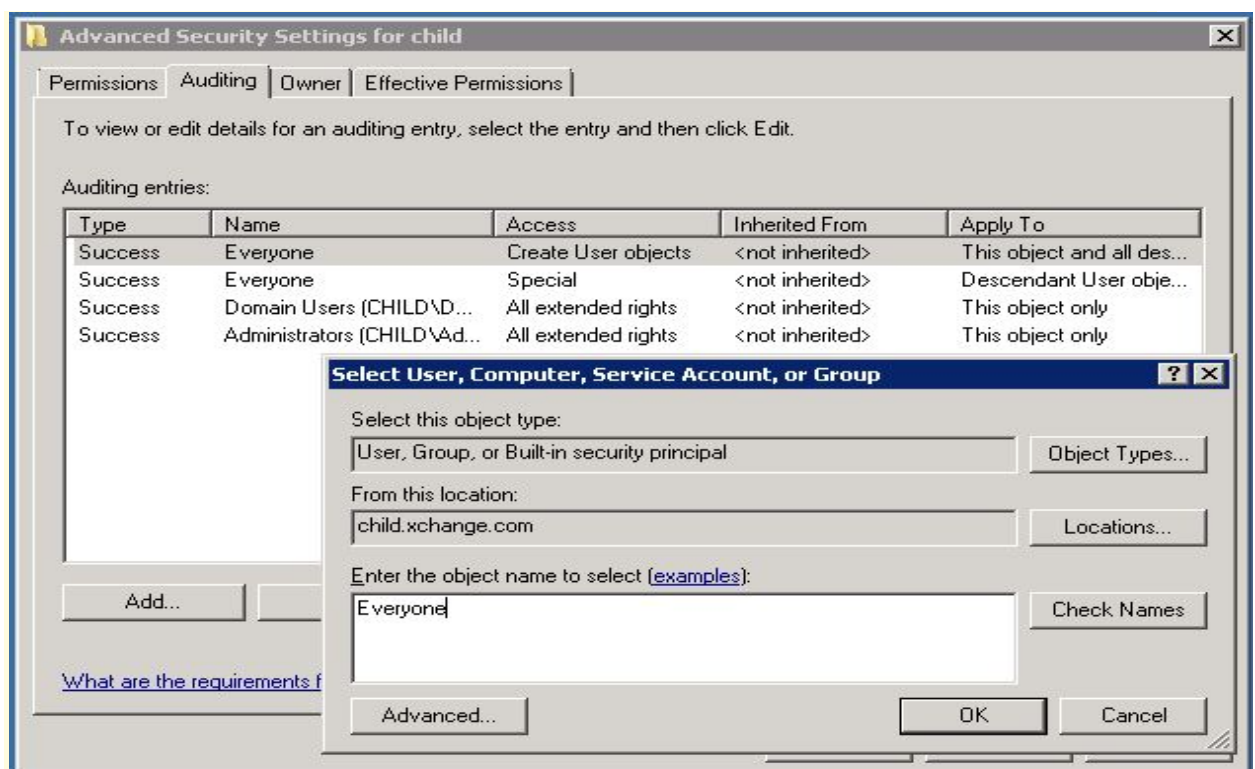 Advanced Security Settings for child
Permissions Auditing Owner Effective Permissions
To view or edit details for an auditing entry, select the entry and then click Edit.
Auditing entries:
Type Name Access Inherited From Apply To
Success Everyone Create User objects <not inherited> This object and all des...
Success Everyone Special <not inherited> Descendant User obje...
Success Domain Users (CHILD\D... All extended rights <not inherited> This object only
Success Administrators (CHILD\Ad... All extended rights <not inherited> This object only
Select User, Computer, Service Account, or Group
Select this object type:
User, Group, or Built-in security principal Object Types...
From this location:
child.xchange.com Locations...
Enter the object name to select (examples):
Add... Everyone Check Names
What are the requirements f
Advanced... OK Cancel